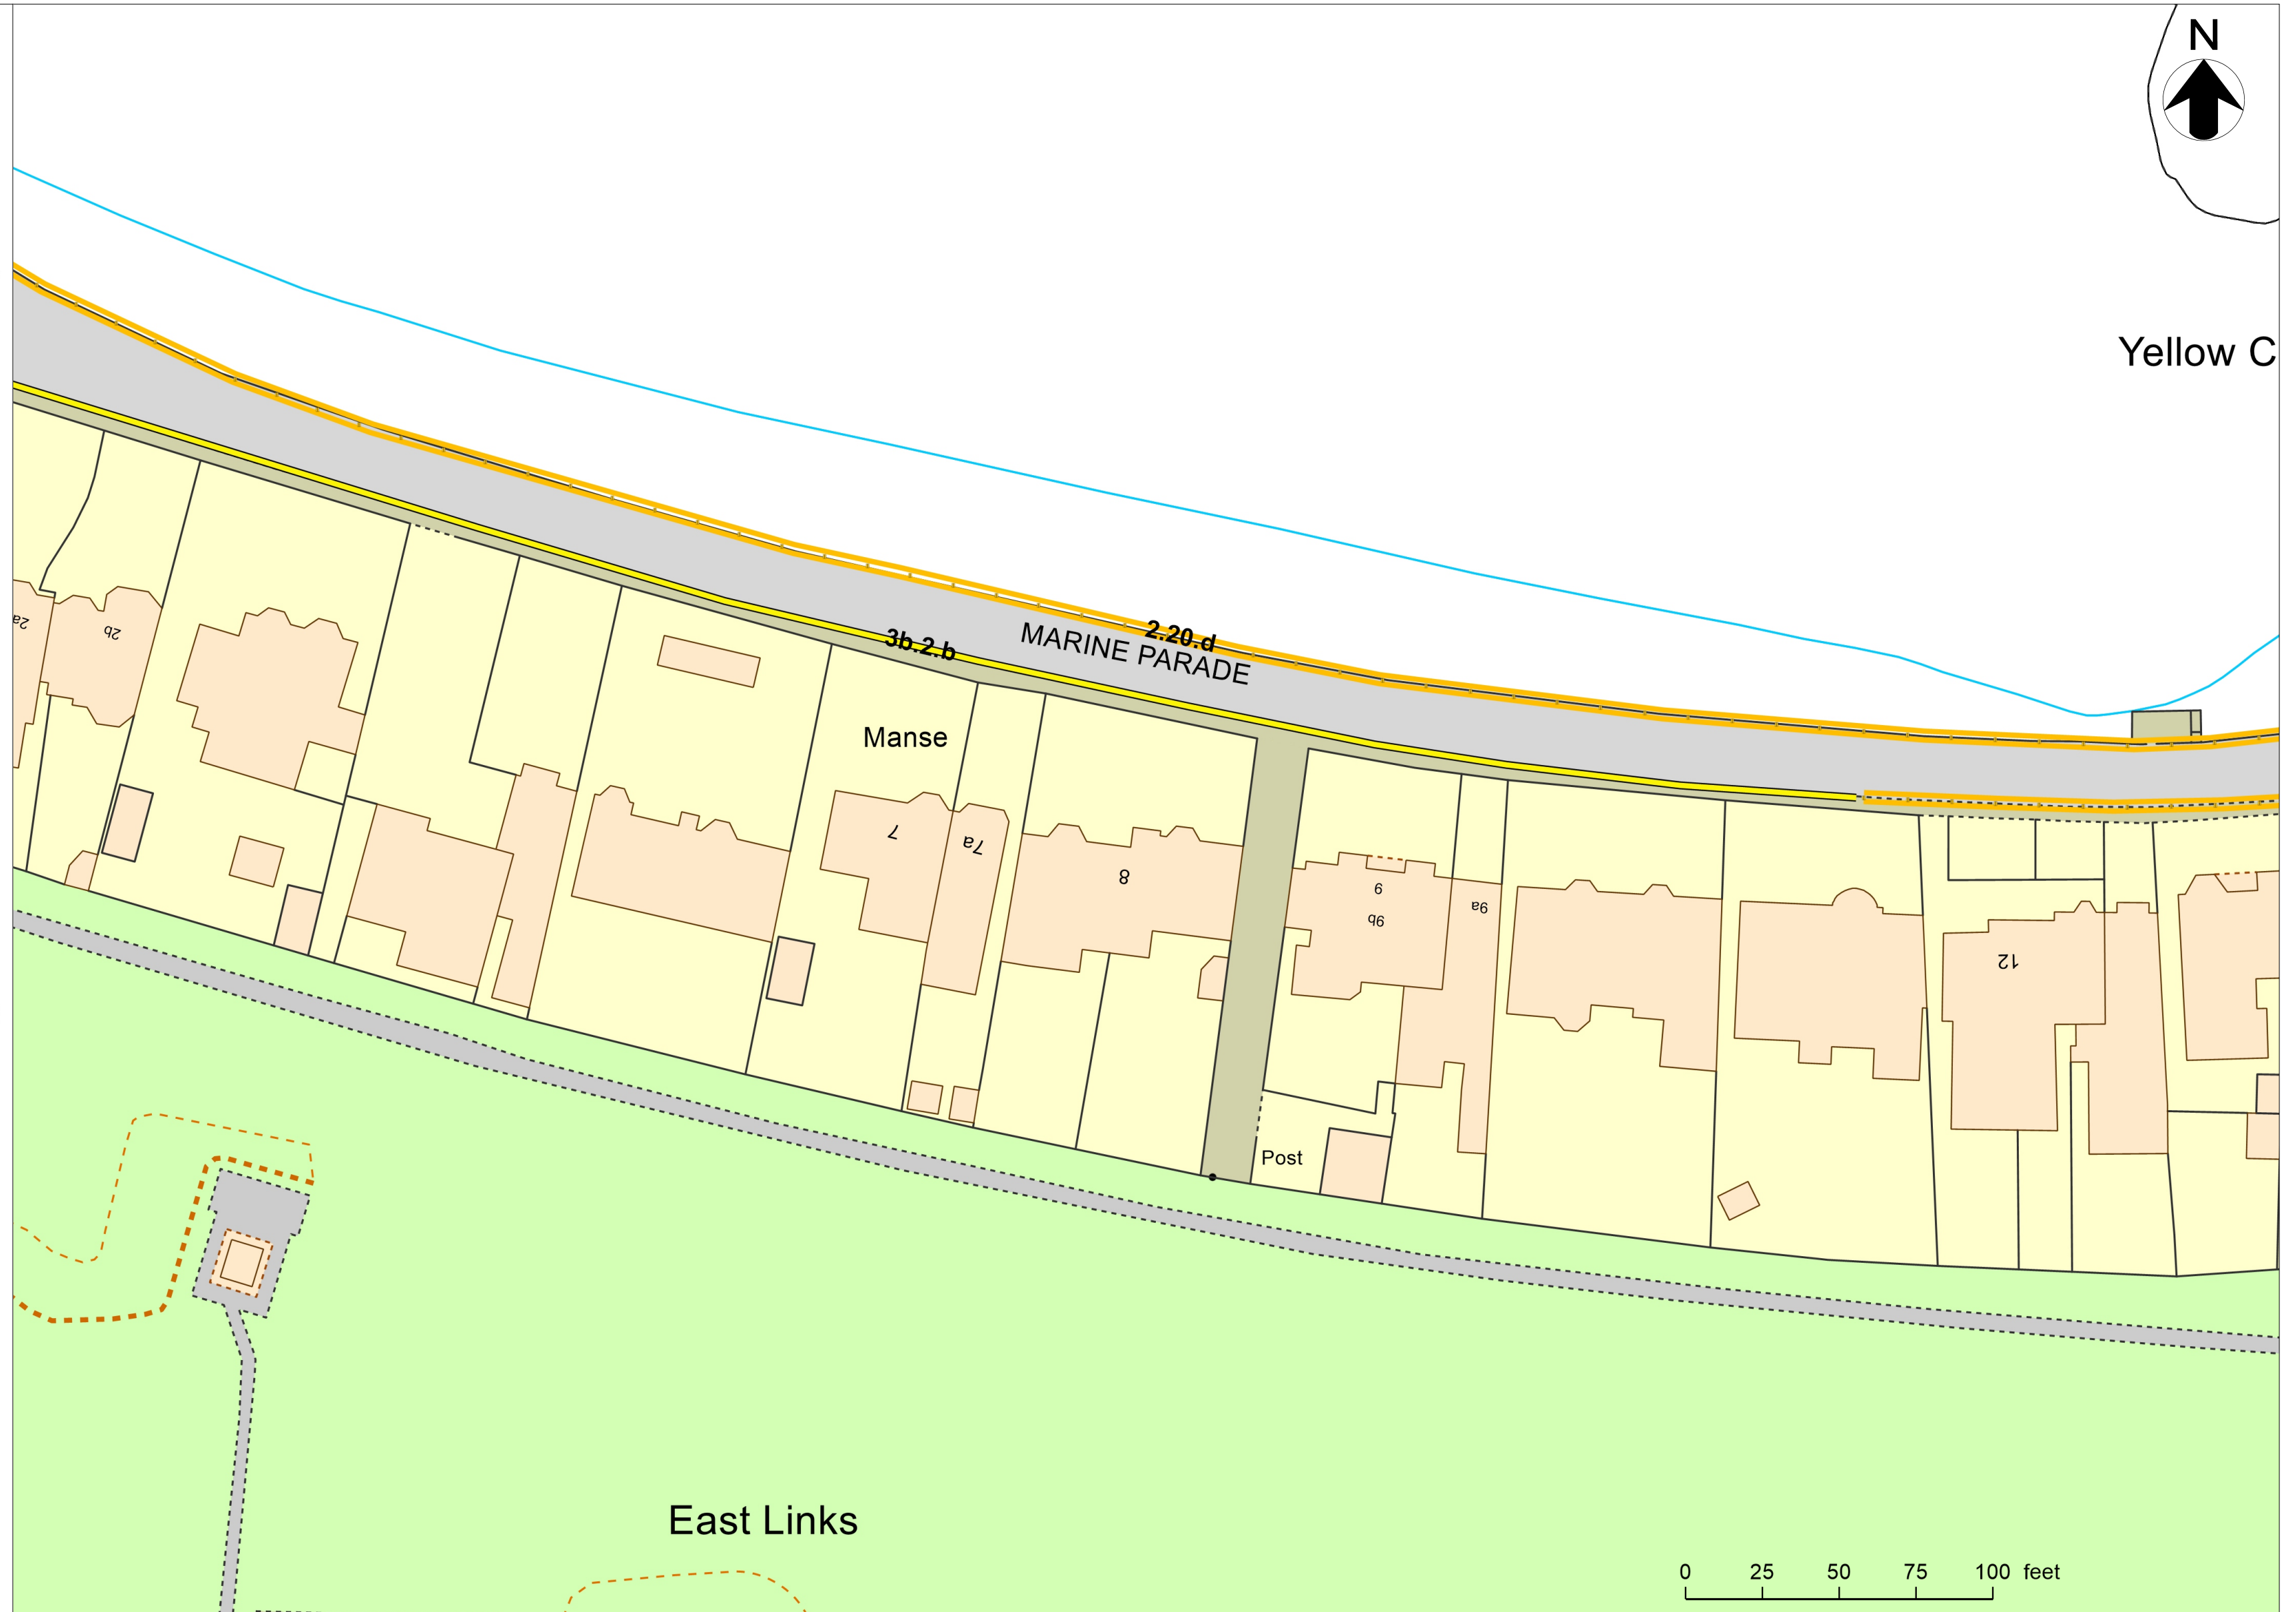 N
Yellow C
2a
2b
3b.2.b
2.20.d
MARINE PARADE
Manse
7
7a
8
9
9b
9a
12
Post
East Links
0 25 50 75 100 feet